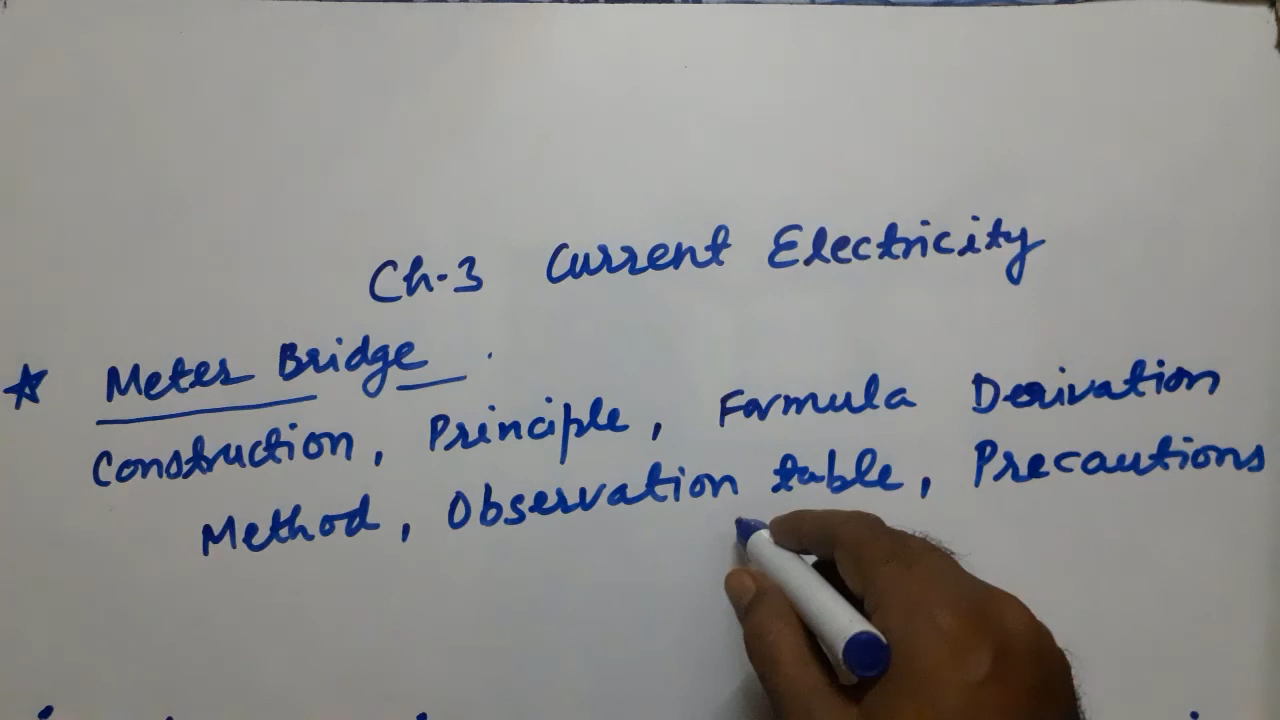 Ch-3 Current Electricity
☆ Meter Bridge .
Construction, Principle, Formula Derivation
Method, Observation table, Precautions